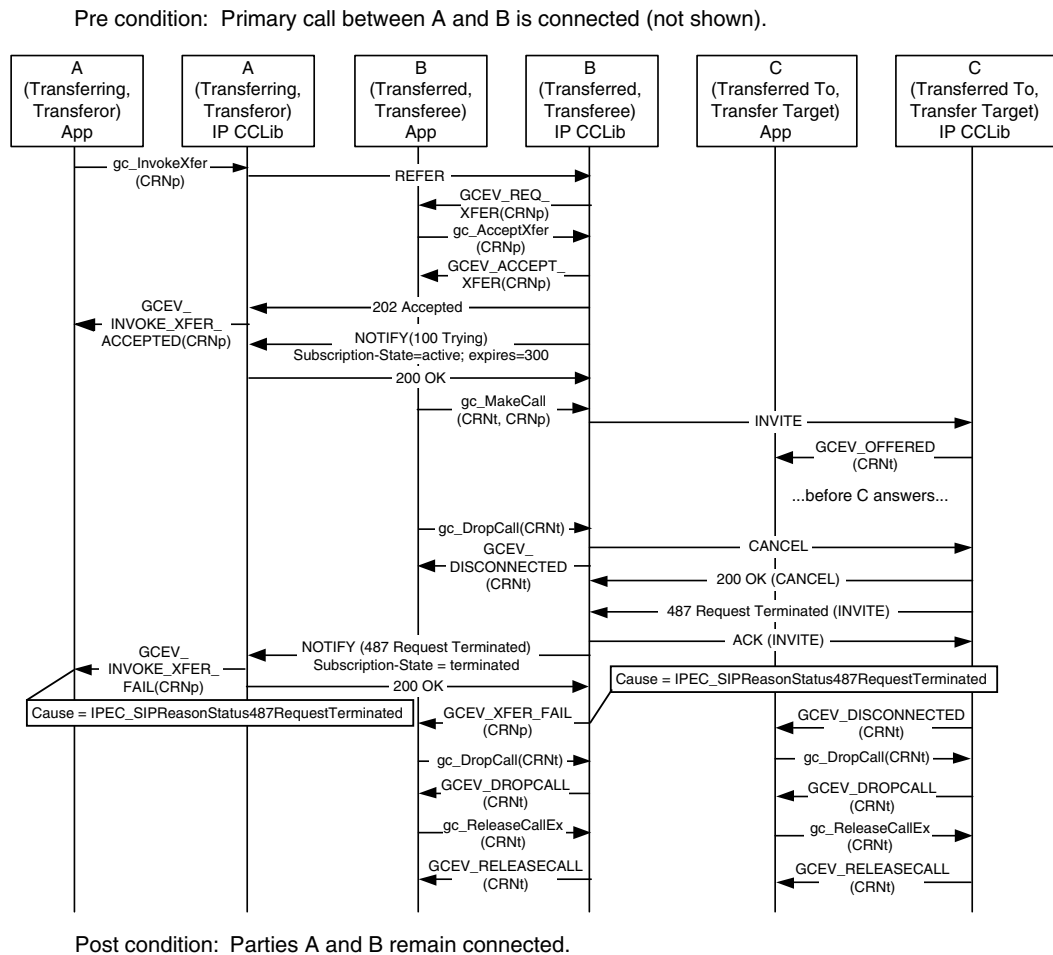 Pre condition: Primary call between A and B is connected (not shown).
A
(Transferring,
Transferor)
App
A
(Transferring,
Transferor)
IP CCLib
B
(Transferred,
Transferee)
App
B
(Transferred,
Transferee)
IP CCLib
C
(Transferred To,
Transfer Target)
App
C
(Transferred To,
Transfer Target)
IP CCLib
gc_InvokeXfer
(CRNp)
REFER
GCEV_REQ_
XFER(CRNp)
gc_AcceptXfer
(CRNp)
GCEV_ACCEPT_
XFER(CRNp)
202 Accepted
GCEV_
INVOKE_XFER_
ACCEPTED(CRNp)
NOTIFY(100 Trying)
Subscription-State=active; expires=300
200 OK
gc_MakeCall
(CRNt, CRNp)
INVITE
GCEV_OFFERED
(CRNt)
...before C answers...
gc_DropCall(CRNt)
GCEV_
DISCONNECTED
(CRNt)
CANCEL
200 OK (CANCEL)
487 Request Terminated (INVITE)
ACK (INVITE)
NOTIFY (487 Request Terminated)
Subscription-State = terminated
GCEV_
INVOKE_XFER_
FAIL(CRNp)
200 OK
Cause = IPEC_SIPReasonStatus487RequestTerminated
Cause = IPEC_SIPReasonStatus487RequestTerminated
GCEV_XFER_FAIL
(CRNp)
GCEV_DISCONNECTED
(CRNt)
gc_DropCall(CRNt)
gc_DropCall(CRNt)
GCEV_DROPCALL
(CRNt)
GCEV_DROPCALL
(CRNt)
gc_ReleaseCallEx
(CRNt)
gc_ReleaseCallEx
(CRNt)
GCEV_RELEASECALL
(CRNt)
GCEV_RELEASECALL
(CRNt)
Post condition: Parties A and B remain connected.